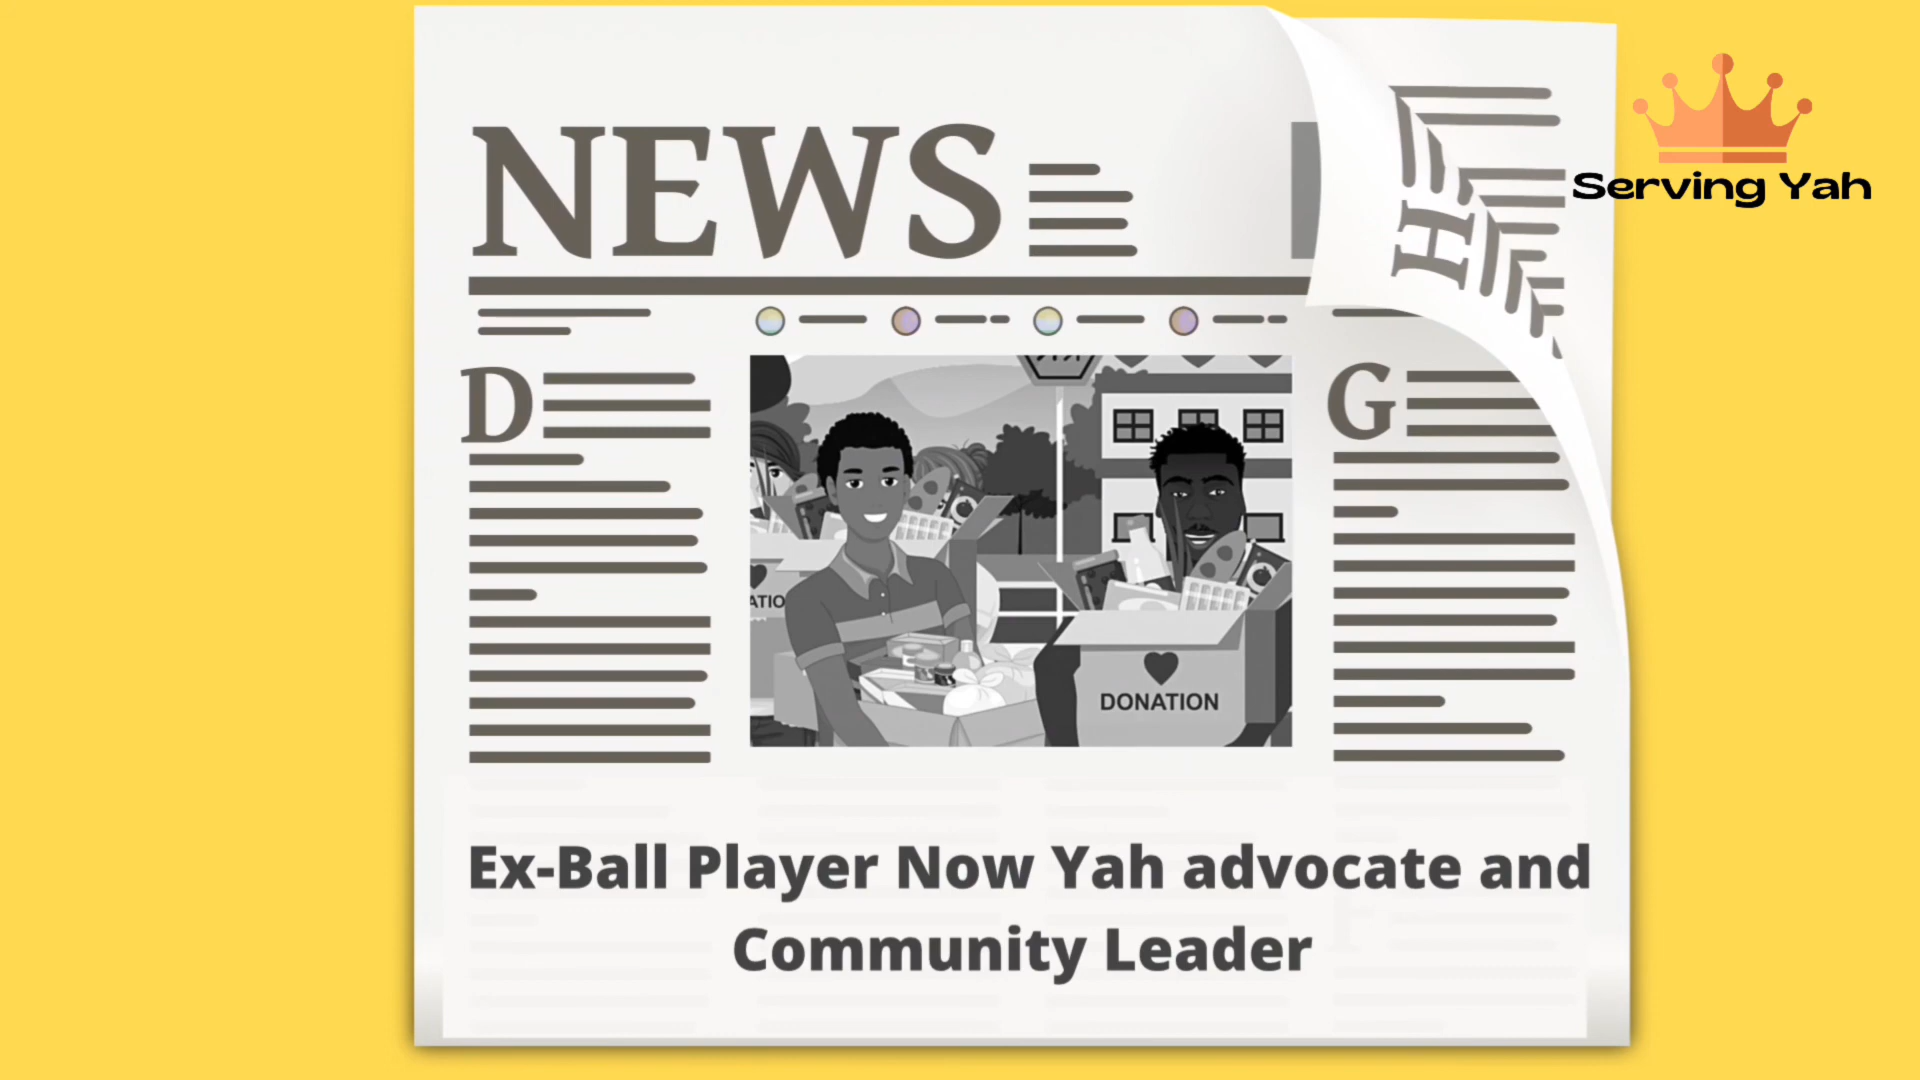 NEWS
H
Serving Yah
D
G
ATIO
DONATION
Ex-Ball Player Now Yah advocate and
Community Leader